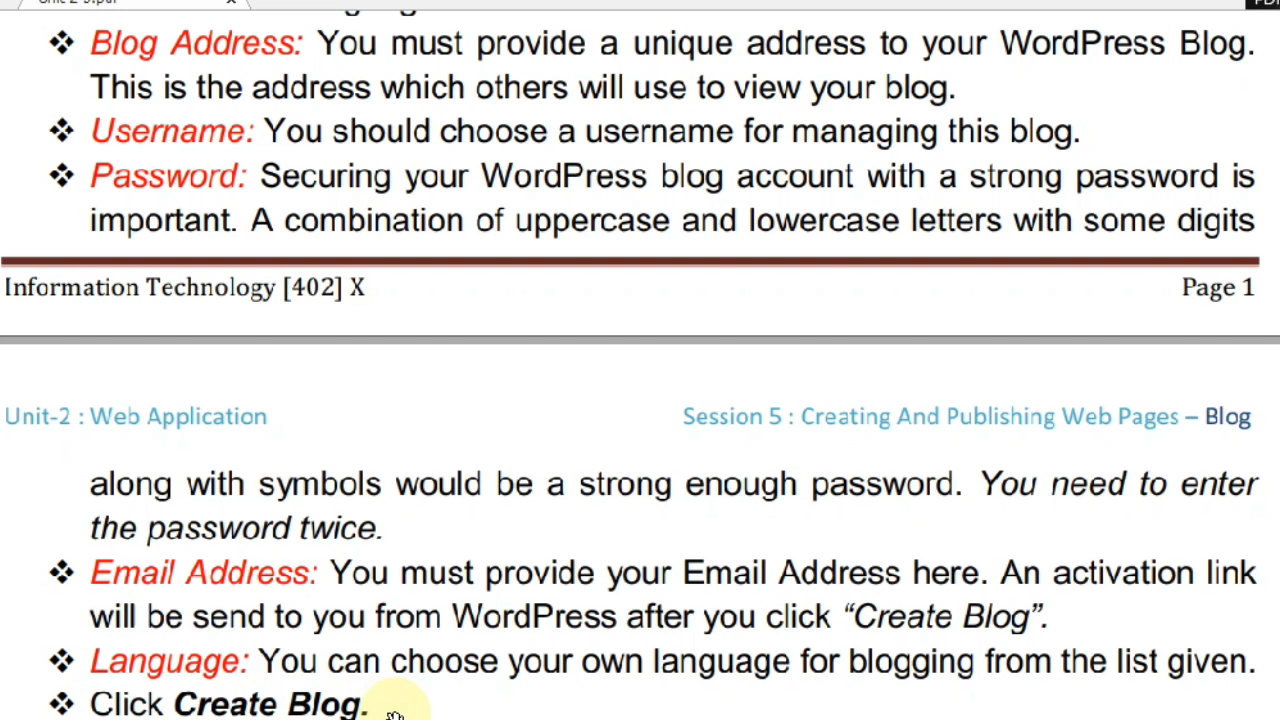 ❖ Blog Address: You must provide a unique address to your WordPress Blog.
This is the address which others will use to view your blog.
❖ Username: You should choose a username for managing this blog.
❖ Password: Securing your WordPress blog account with a strong password is
important. A combination of uppercase and lowercase letters with some digits
Information Technology [402] X Page 1
Unit-2 : Web Application Session 5 : Creating And Publishing Web Pages – Blog
along with symbols would be a strong enough password. You need to enter
the password twice.
❖ Email Address: You must provide your Email Address here. An activation link
will be send to you from WordPress after you click “Create Blog”.
❖ Language: You can choose your own language for blogging from the list given.
❖ Click Create Blog.